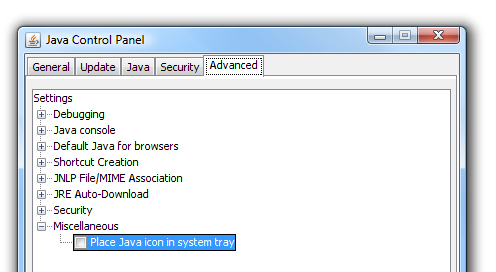 Java Control Panel
General Update Java Security Advanced
Settings
Debugging
Java console
Default Java for browsers
Shortcut Creation
JNLP File/MIME Association
JRE Auto-Download
Security
Miscellaneous
Place Java icon in system tray